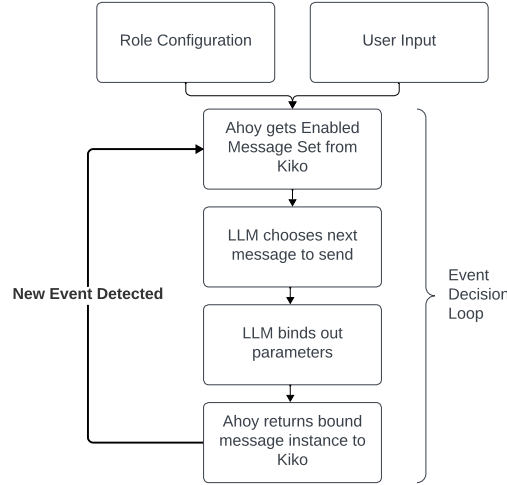 Role Configuration
User Input
Ahoy gets Enabled
Message Set from
Kiko
LLM chooses next
message to send
New Event Detected
Event
Decision
Loop
LLM binds out
parameters
Ahoy returns bound
message instance to
Kiko